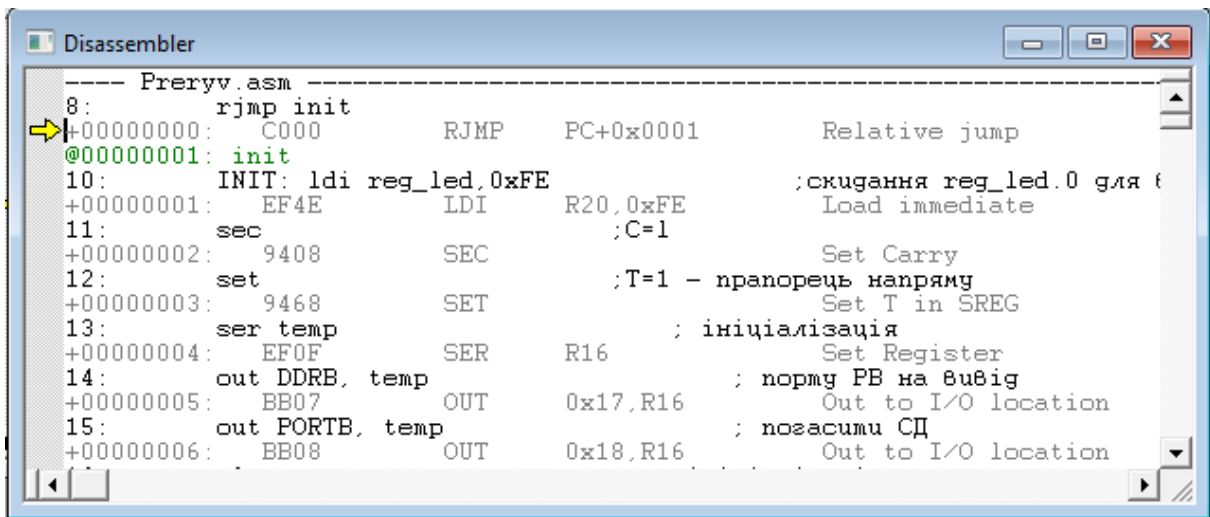 Disassembler
---- Preryv.asm ----------------------------------------------------------
8: rjmp init
+00000000: C000 RJMP PC+0x0001 Relative jump
@00000001: init
10: INIT: ldi reg_led,0xFE ;скидання reg_led.0 для
+00000001: EF4E LDI R20,0xFE Load immediate
11: sec ;C=1
+00000002: 9408 SEC Set Carry
12: set ;T=1 – прапорець напряму
+00000003: 9468 SET Set T in SREG
13: ser temp ; ініціалізація
+00000004: EF0F SER R16 Set Register
14: out DDRB, temp ; порту PB на вивід
+00000005: BB07 OUT 0x17,R16 Out to I/O location
15: out PORTB, temp ; погасити СД
+00000006: BB08 OUT 0x18,R16 Out to I/O location